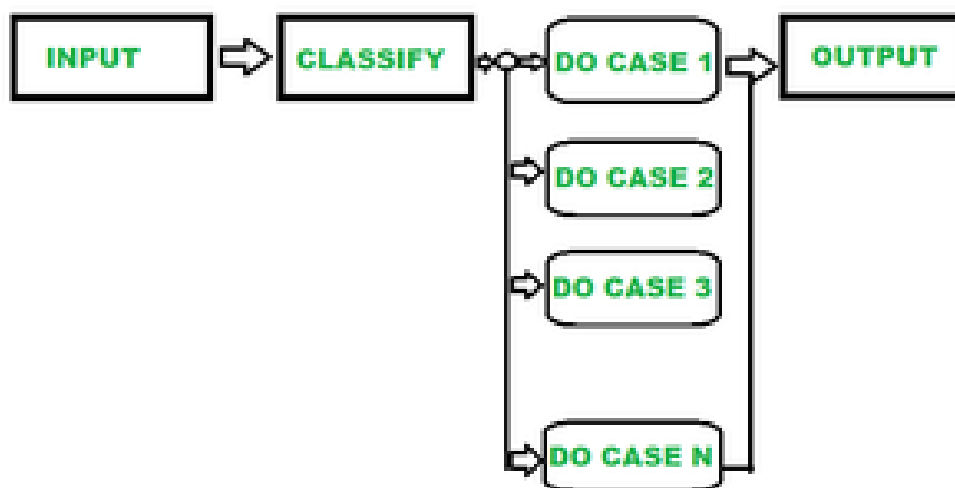 INPUT
CLASSIFY
DO CASE 1
OUTPUT
DO CASE 2
DO CASE 3
DO CASE N